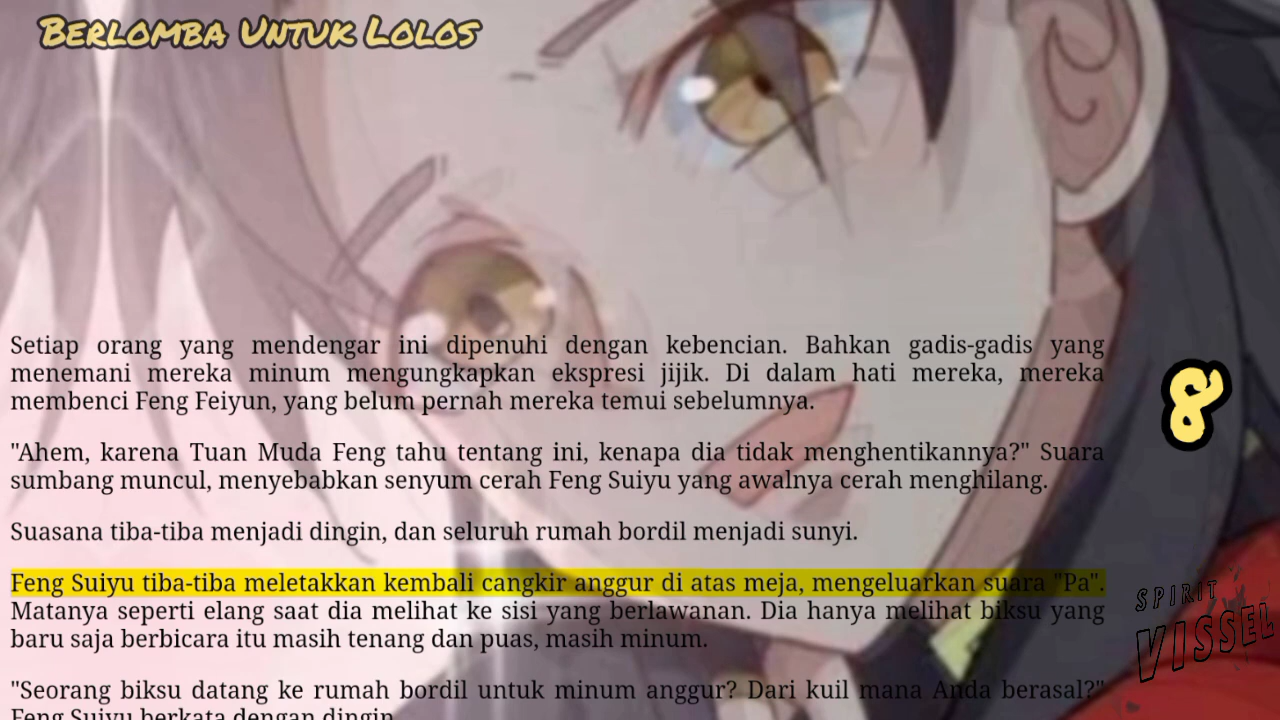 Berlomba Untuk Lolos
Setiap orang yang mendengar ini dipenuhi dengan kebencian. Bahkan gadis-gadis yang
menemani mereka minum mengungkapkan ekspresi jijik. Di dalam hati mereka, mereka
membenci Feng Feiyun, yang belum pernah mereka temui sebelumnya.
8
"Ahem, karena Tuan Muda Feng tahu tentang ini, kenapa dia tidak menghentikannya?" Suara
sumbang muncul, menyebabkan senyum cerah Feng Suiyu yang awalnya cerah menghilang.
Suasana tiba-tiba menjadi dingin, dan seluruh rumah bordil menjadi sunyi.
Feng Suiyu tiba-tiba meletakkan kembali cangkir anggur di atas meja, mengeluarkan suara "Pa".
Matanya seperti elang saat dia melihat ke sisi yang berlawanan. Dia hanya melihat biksu yang
baru saja berbicara itu masih tenang dan puas, masih minum.
SPIRIT
VISSEL
"Seorang biksu datang ke rumah bordil untuk minum anggur? Dari kuil mana Anda berasal?"
Feng Suiyu berkata dengan dingin.